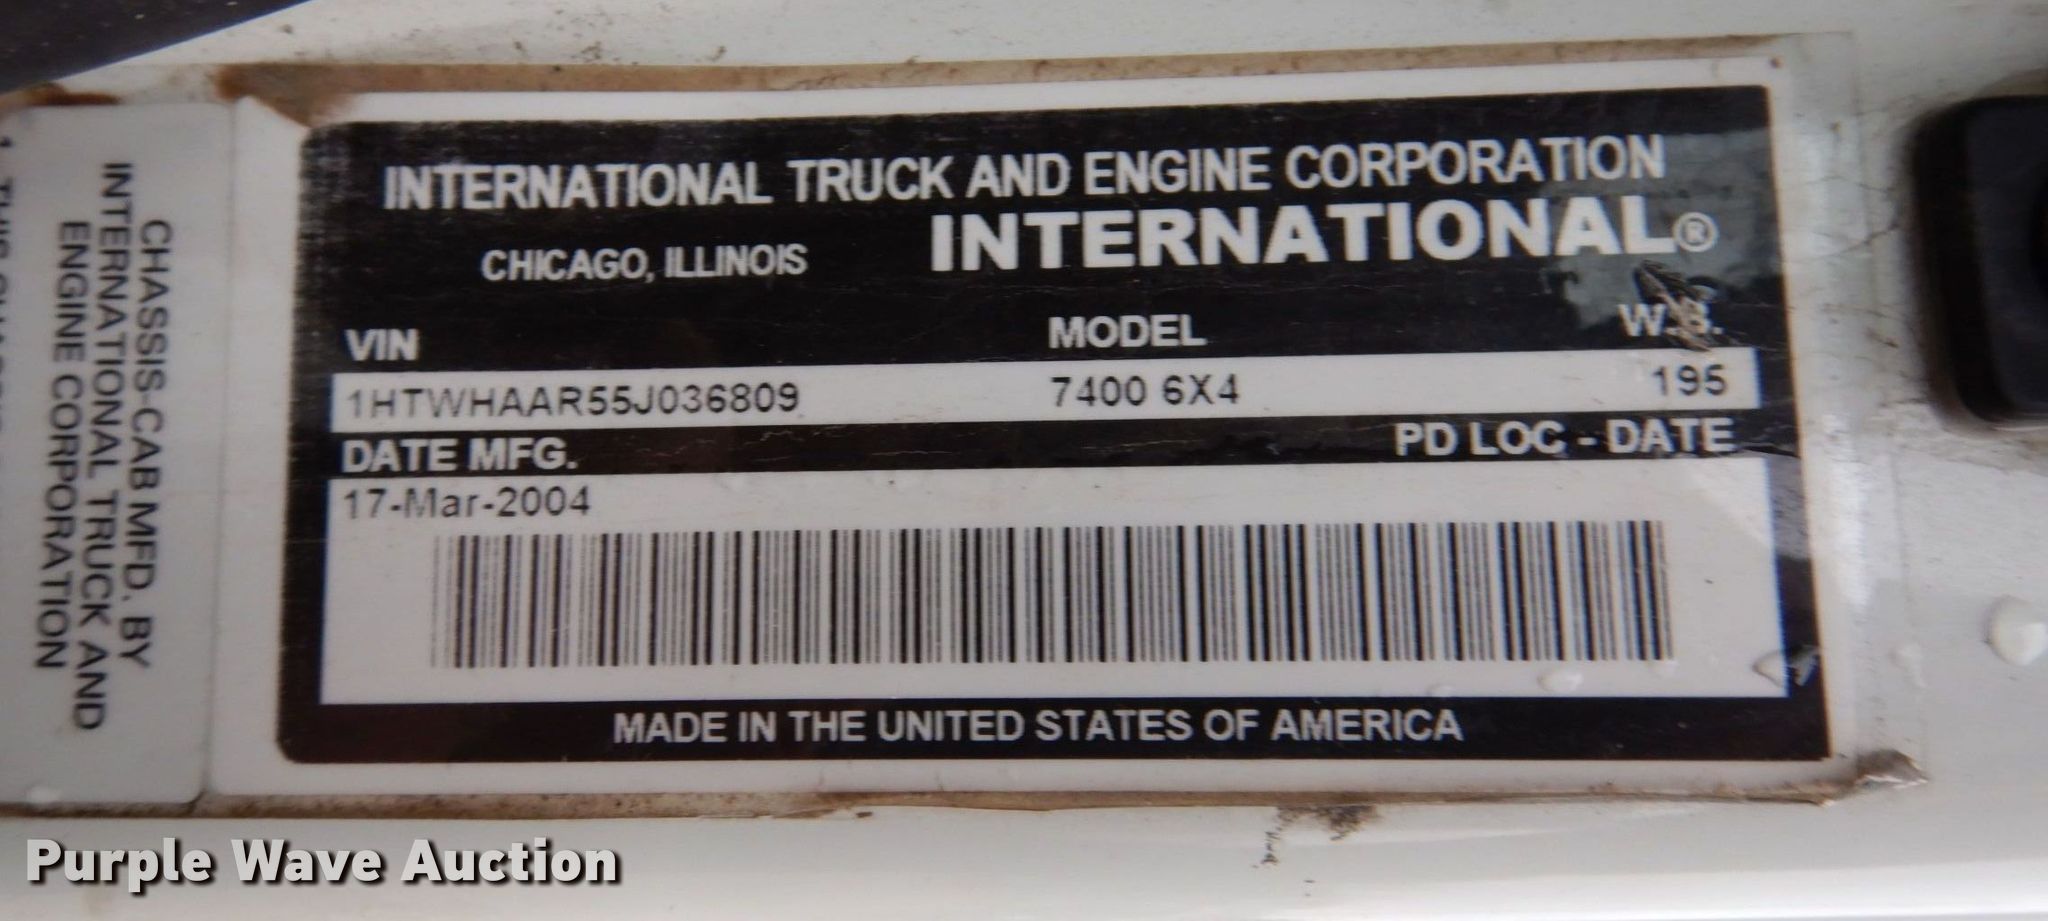 INTERNATIONAL TRUCK AND ENGINE CORPORATION
CHICAGO, ILLINOIS INTERNATIONAL®
VIN MODEL W.B.
1HTWHAAR55J036809 7400 6X4 195
DATE MFG. PD LOC - DATE
17-Mar-2004
MADE IN THE UNITED STATES OF AMERICA
CHASSIS-CAB MFD. BY
INTERNATIONAL TRUCK AND
ENGINE CORPORATION
Purple Wave Auction